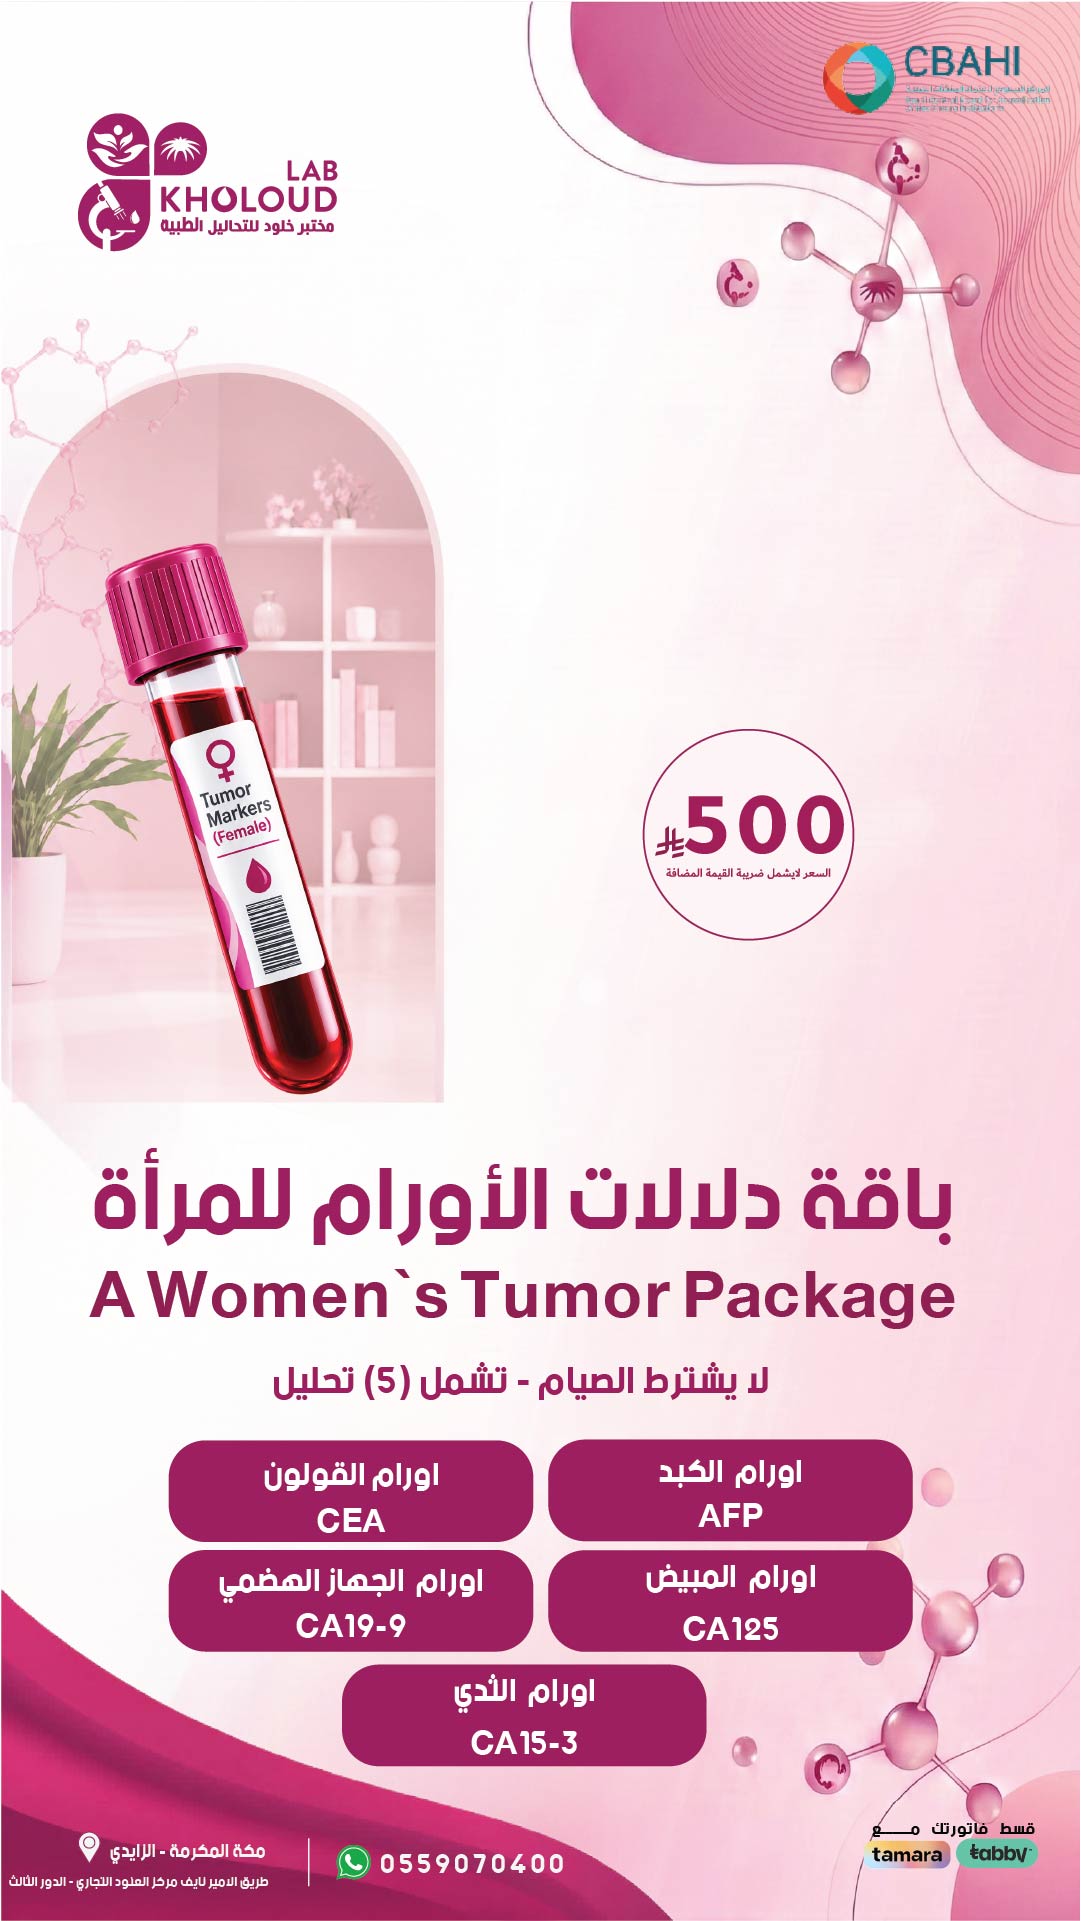 CBAHI
LAB
KHOLOUD
مختبر خلود للتحاليل الطبية
Tumor
Markers
(Female)
500
السعر لايشمل ضريبة القيمة المضافة
باقة دلالات الأورام للمرأة
A Women`s Tumor Package
لا يشترط الصيام - تشمل (5) تحليل
اورام الكبد
AFP
اورام القولون
CEA
اورام المبيض
CA125
اورام الجهاز الهضمي
CA19-9
اورام الثدي
CA15-3
قسط فاتورتك مـــع
tamara tabby
مكة المكرمة - الزايدي
طريق الامير نايف مركز العنود التجاري - الدور الثالث
0559070400